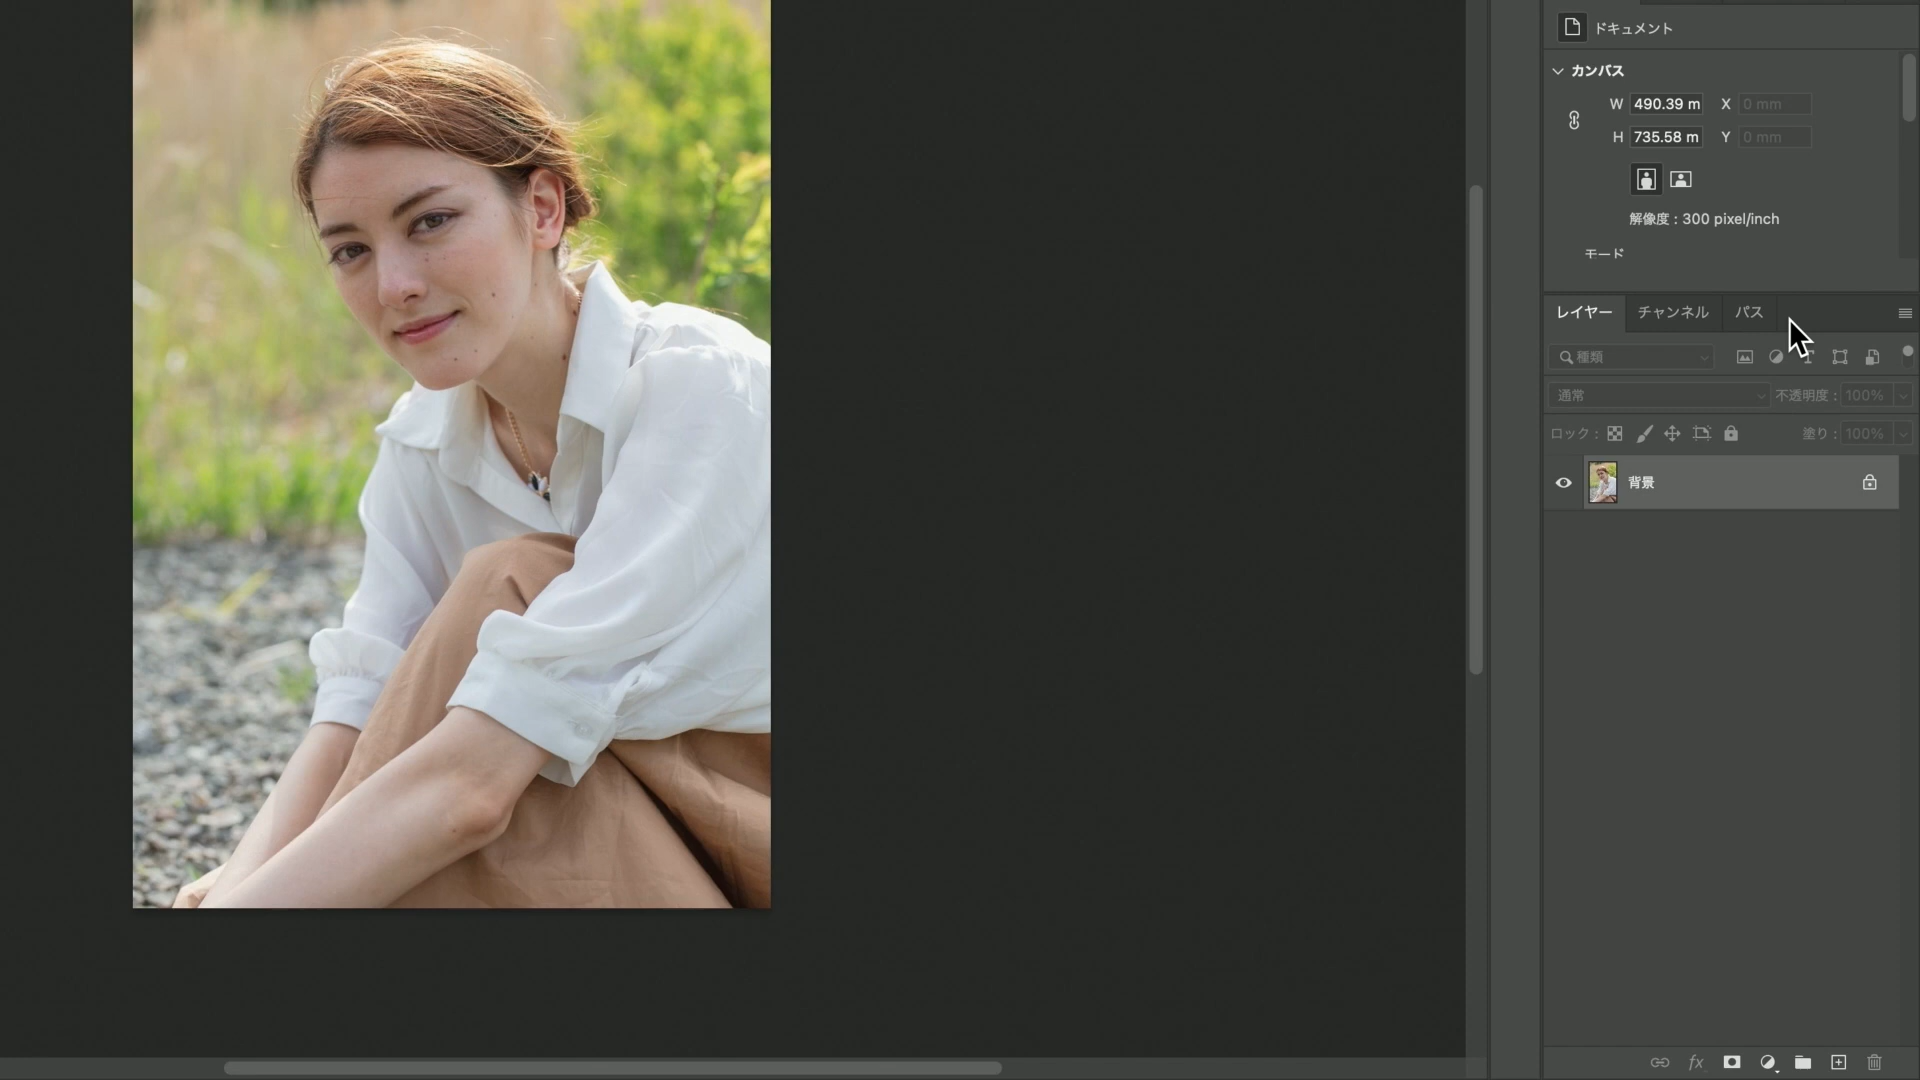 ドキュメント
カンバス
W 490.39 m X 0 mm
H 735.58 m Y 0 mm
解像度 : 300 pixel/inch
モード
レイヤー チャンネル パス
種類 T
通常 不透明度 : 100%
ロック : 塗り : 100%
背景
fx